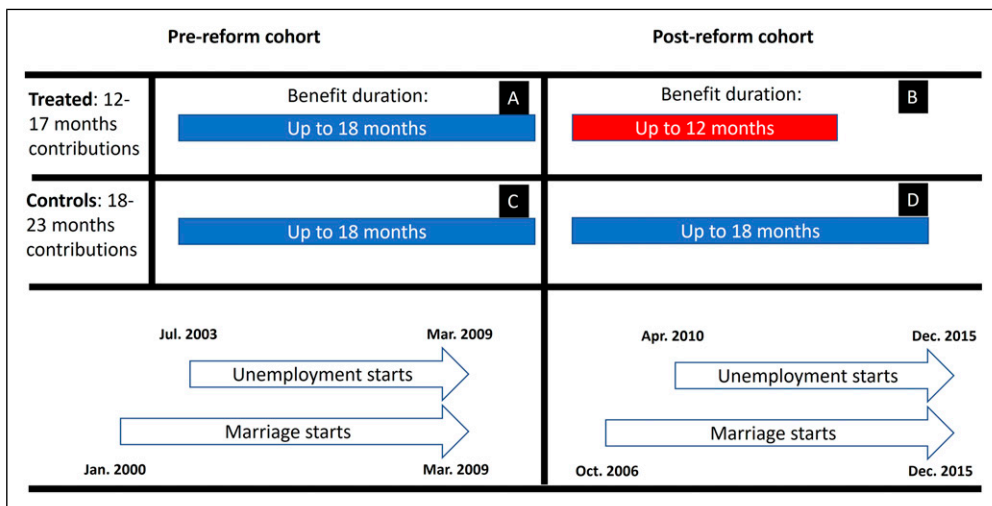 Pre-reform cohort
Post-reform cohort
Treated: 12-
17 months
contributions
Benefit duration:
A
Up to 18 months
Benefit duration:
B
Up to 12 months
Controls: 18-
23 months
contributions
C
Up to 18 months
D
Up to 18 months
Jul. 2003
Mar. 2009
Unemployment starts
Marriage starts
Jan. 2000
Mar. 2009
Apr. 2010
Dec. 2015
Unemployment starts
Marriage starts
Oct. 2006
Dec. 2015